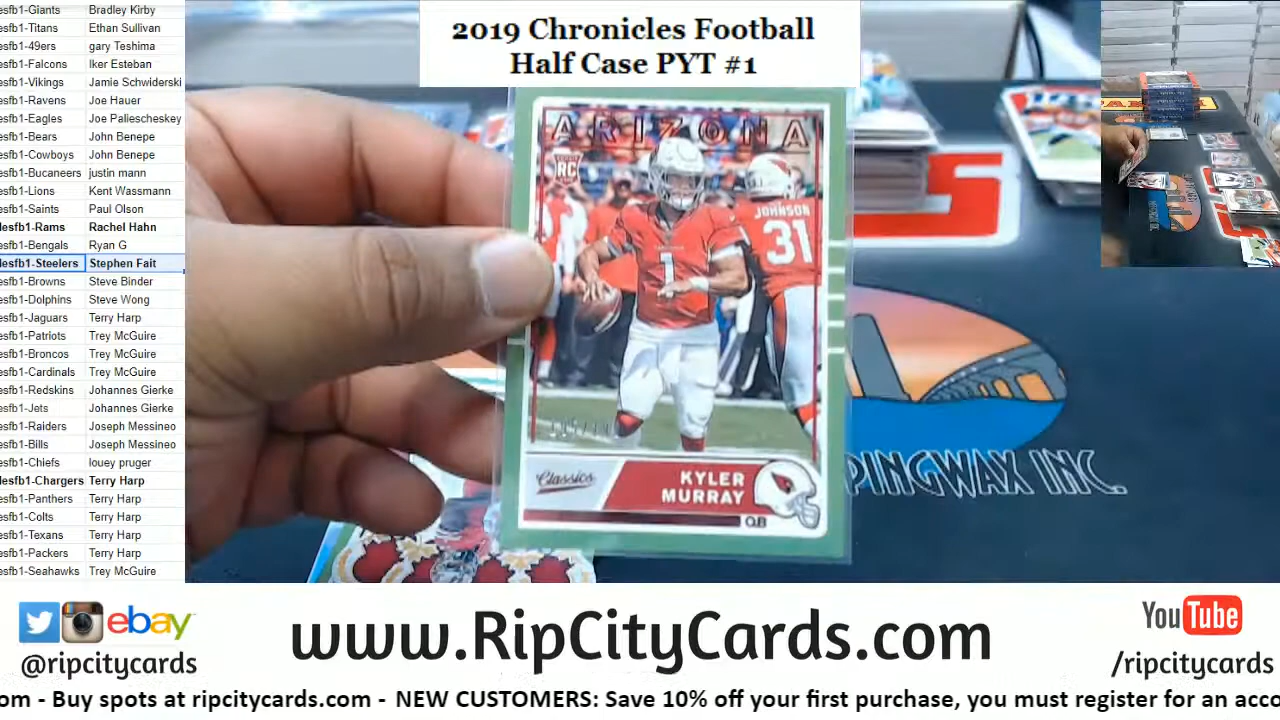 esfb1-Giants Bradley Kirby
esfb1-Titans Ethan Sullivan
esfb1-49ers gary Teshima
esfb1-Falcons Iker Esteban
esfb1-Vikings Jamie Schwiderski
esfb1-Ravens Joe Hauer
esfb1-Eagles Joe Palliescheskey
esfb1-Bears John Benepe
esfb1-Cowboys John Benepe
esfb1-Bucaneers justin mann
esfb1-Lions Kent Wassmann
esfb1-Saints Paul Olson
lesfb1-Rams Rachel Hahn
esfb1-Bengals Ryan G
lesfb1-Steelers Stephen Fait
esfb1-Browns Steve Binder
esfb1-Dolphins Steve Wong
esfb1-Jaguars Terry Harp
esfb1-Patriots Trey McGuire
esfb1-Broncos Trey McGuire
esfb1-Cardinals Trey McGuire
esfb1-Redskins Johannes Gierke
esfb1-Jets Johannes Gierke
esfb1-Raiders Joseph Messineo
esfb1-Bills Joseph Messineo
esfb1-Chiefs louey pruger
esfb1-Chargers Terry Harp
esfb1-Panthers Terry Harp
esfb1-Colts Terry Harp
esfb1-Texans Terry Harp
esfb1-Packers Terry Harp
esfb1-Seahawks Trey McGuire
2019 Chronicles Football
Half Case PYT #1
ARIZONA
RC
JOHNSON
31
1
Classics
KYLER
MURRAY
QB
S
PINGWAX INC.
ebay
@ripcitycards
www.RipCityCards.com
YouTube
/ripcitycards
om - Buy spots at ripcitycards.com - NEW CUSTOMERS: Save 10% off your first purchase, you must register for an acco